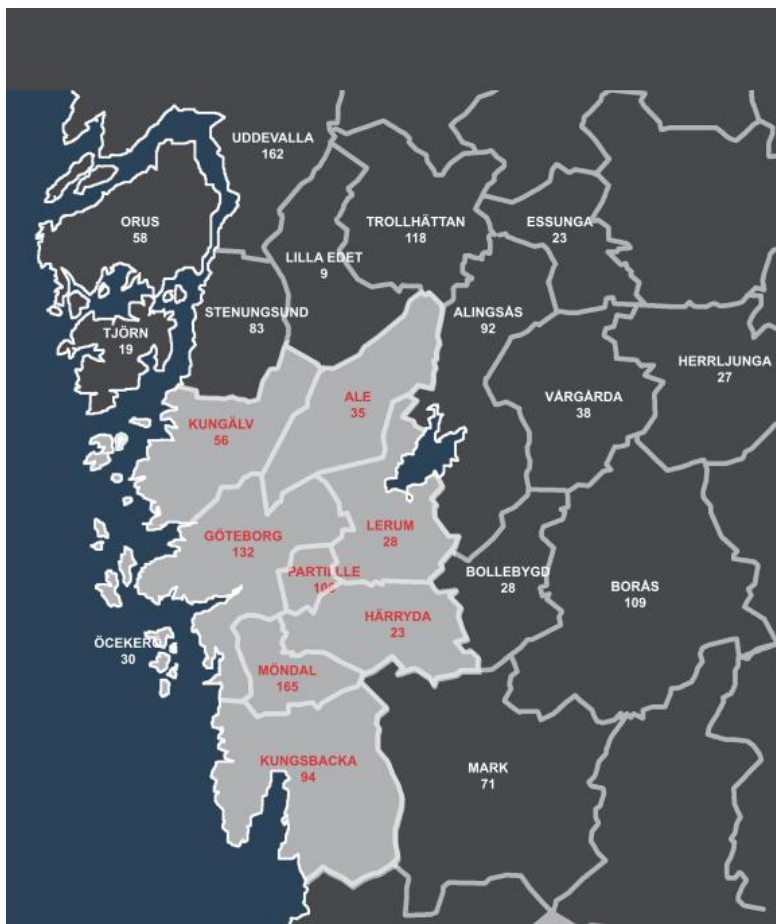 UDDEVALLA
162
ORUS
58
TROLLHÄTTAN
118
ESSUNGA
23
LILLA EDET
9
STENUNGSUND
83
ALINGSÅS
92
TJÖRN
19
HERRLJUNGA
27
ALE
35
VÅRGÅRDA
38
KUNGÄLV
56
LERUM
28
GÖTEBORG
132
PARTIELLE
BOLLEBYGD
28
BORÅS
109
HÄRRYDA
23
ÖCEKERO
30
MÖNDAL
165
KUNGSBACKA
94
MARK
71